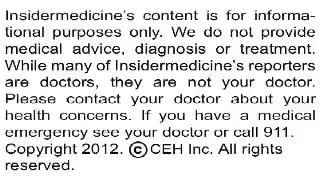 Insidermedicine's content is for informa-
tional purposes only. We do not provide
medical advice, diagnosis or treatment.
While many of Insidermedicine's reporters
are doctors, they are not your doctor.
Please contact your doctor about your
health concerns. If you have a medical
emergency see your doctor or call 911.
Copyright 2012. ©CEH Inc. All rights
reserved.